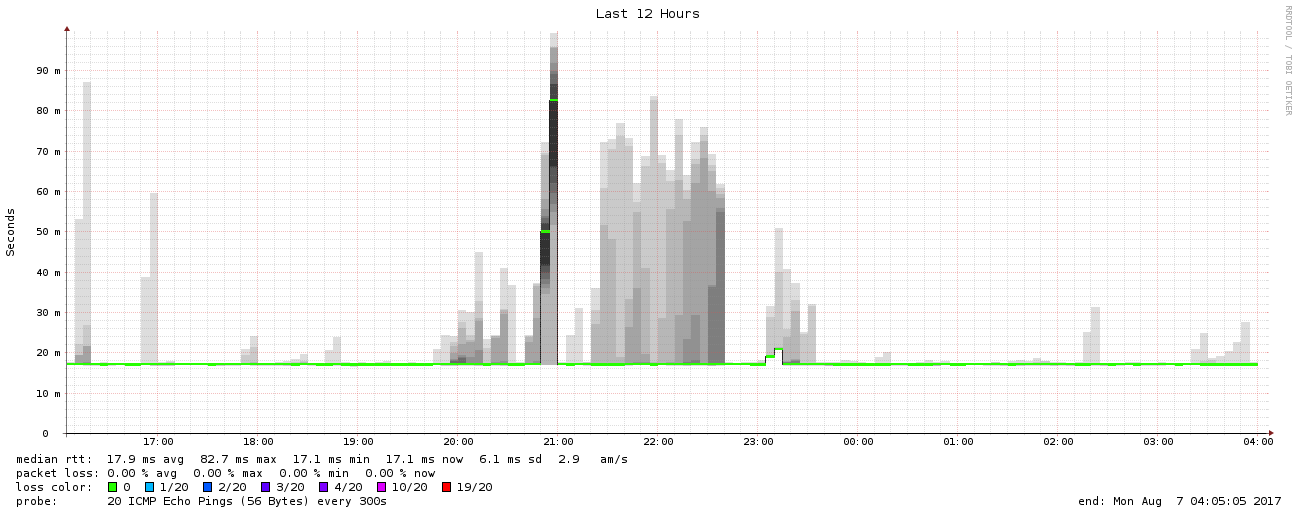 Last 12 Hours
RRDTOOL / TOBI OETIKER
Seconds
90 m
80 m
70 m
60 m
50 m
40 m
30 m
20 m
10 m
0
17:00 18:00 19:00 20:00 21:00 22:00 23:00 00:00 01:00 02:00 03:00 04:00
median rtt: 17.9 ms avg 82.7 ms max 17.1 ms min 17.1 ms now 6.1 ms sd 2.9 am/s
packet loss: 0.00 % avg 0.00 % max 0.00 % min 0.00 % now
loss color: 0 1/20 2/20 3/20 4/20 10/20 19/20
probe: 20 ICMP Echo Pings (56 Bytes) every 300s end: Mon Aug 7 04:05:05 2017